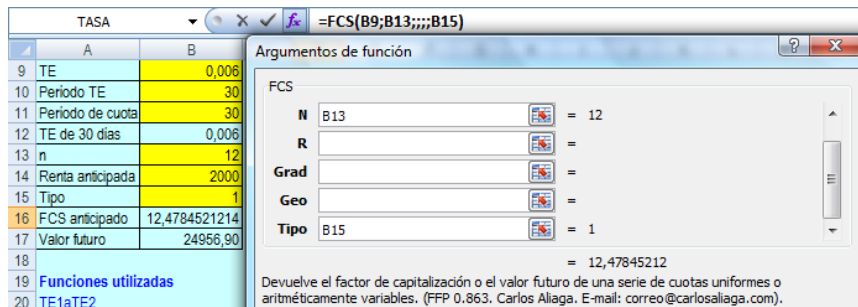 TASA fx =FCS(B9;B13;;;;B15)
A B
Argumentos de función
9 TE 0,006
10 Periodo TE 30
11 Periodo de cuota 30
12 TE de 30 días 0,006
13 n 12
14 Renta anticipada 2000
15 Tipo 1
16 FCS anticipado 12,4784521214
17 Valor futuro 24956,90
18
19 Funciones utilizadas
20 TE1aTE2
FCS
N B13 = 12
R =
Grad =
Geo =
Tipo B15 = 1
= 12,47845212
Devuelve el factor de capitalización o el valor futuro de una serie de cuotas uniformes o
aritméticamente variables. (FFP 0.863. Carlos Aliaga. E-mail: correo@carlosaliaga.com).